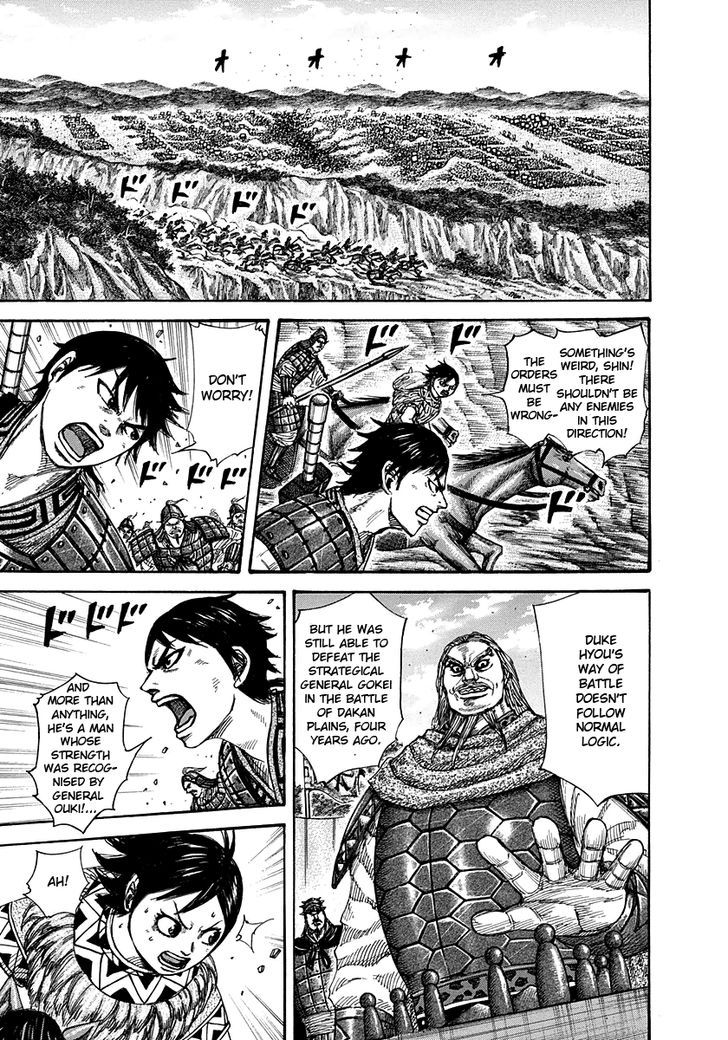 オ オ オ オ
ドドドド
SOMETHING'S
WEIRD, SHIN!
THERE
SHOULDN'T BE
ANY ENEMIES
IN THIS
DIRECTION!
THE
ORDERS
MUST
BE
WRONG-
ド
ド
ド
DON'T
WORRY!
ドドド
DUKE
HYOU'S
WAY OF
BATTLE
DOESN'T
FOLLOW
NORMAL
LOGIC.
BUT HE WAS
STILL ABLE TO
DEFEAT THE
STRATEGICAL
GENERAL GOKEI
IN THE BATTLE
OF DAKAN
PLAINS, FOUR
YEARS AGO.
ドドド
AND
MORE THAN
ANYTHING,
HE'S A MAN
WHOSE
STRENGTH
WAS RECOG-
NISED BY
GENERAL
OUKI!...
AH!